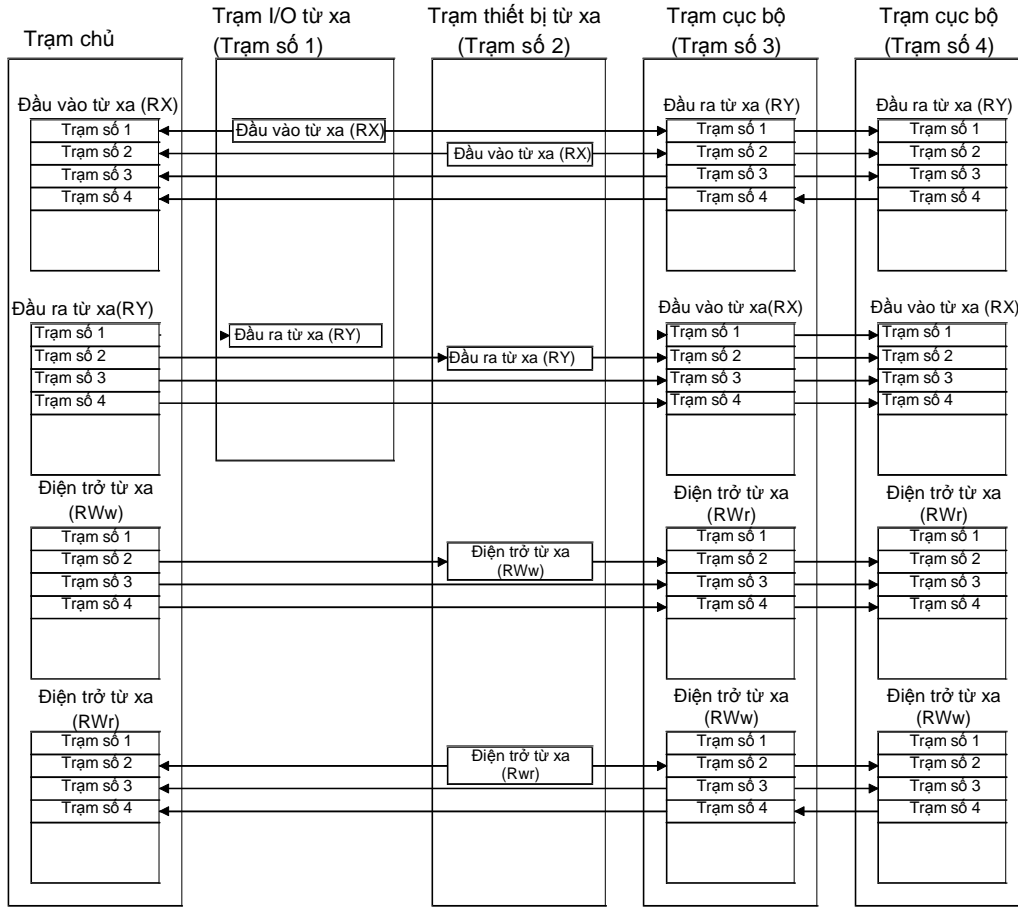 Trạm chủ
Trạm I/O từ xa
(Trạm số 1)
Trạm thiết bị từ xa
(Trạm số 2)
Trạm cục bộ
(Trạm số 3)
Trạm cục bộ
(Trạm số 4)
Đầu vào từ xa (RX)
Trạm số 1
Trạm số 2
Trạm số 3
Trạm số 4
Đầu vào từ xa (RX)
Đầu vào từ xa (RX)
Đầu ra từ xa (RY)
Trạm số 1
Trạm số 2
Trạm số 3
Trạm số 4
Đầu ra từ xa (RY)
Trạm số 1
Trạm số 2
Trạm số 3
Trạm số 4
Đầu ra từ xa(RY)
Trạm số 1
Trạm số 2
Trạm số 3
Trạm số 4
Đầu ra từ xa (RY)
Đầu ra từ xa (RY)
Đầu vào từ xa(RX)
Trạm số 1
Trạm số 2
Trạm số 3
Trạm số 4
Đầu vào từ xa (RX)
Trạm số 1
Trạm số 2
Trạm số 3
Trạm số 4
Điện trở từ xa
(RWw)
Trạm số 1
Trạm số 2
Trạm số 3
Trạm số 4
Điện trở từ xa
(RWw)
Điện trở từ xa
(RWr)
Trạm số 1
Trạm số 2
Trạm số 3
Trạm số 4
Điện trở từ xa
(RWr)
Trạm số 1
Trạm số 2
Trạm số 3
Trạm số 4
Điện trở từ xa
(RWr)
Trạm số 1
Trạm số 2
Trạm số 3
Trạm số 4
Điện trở từ xa
(Rwr)
Điện trở từ xa
(RWw)
Trạm số 1
Trạm số 2
Trạm số 3
Trạm số 4
Điện trở từ xa
(RWw)
Trạm số 1
Trạm số 2
Trạm số 3
Trạm số 4